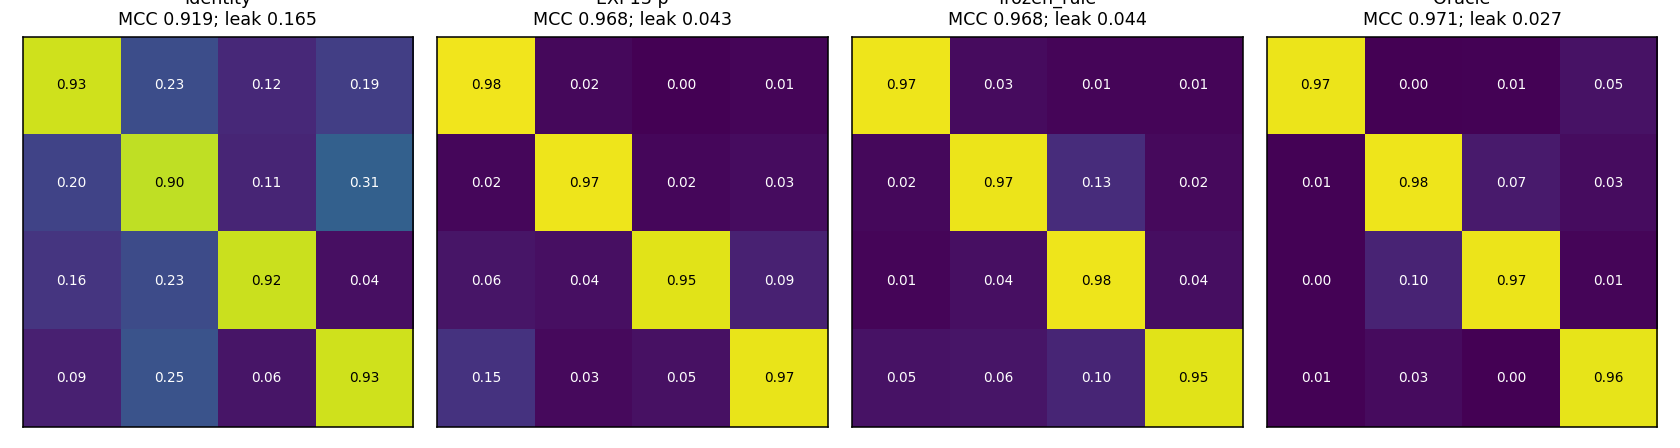 Identity
MCC 0.919; leak 0.165
0.93 0.23 0.12 0.19
0.20 0.90 0.11 0.31
0.16 0.23 0.92 0.04
0.09 0.25 0.06 0.93
MCC 0.968; leak 0.043
0.98 0.02 0.00 0.01
0.02 0.97 0.02 0.03
0.06 0.04 0.95 0.09
0.15 0.03 0.05 0.97
frozen_rule
MCC 0.968; leak 0.044
0.97 0.03 0.01 0.01
0.02 0.97 0.13 0.02
0.01 0.04 0.98 0.04
0.05 0.06 0.10 0.95
Oracle
MCC 0.971; leak 0.027
0.97 0.00 0.01 0.05
0.01 0.98 0.07 0.03
0.00 0.10 0.97 0.01
0.01 0.03 0.00 0.96